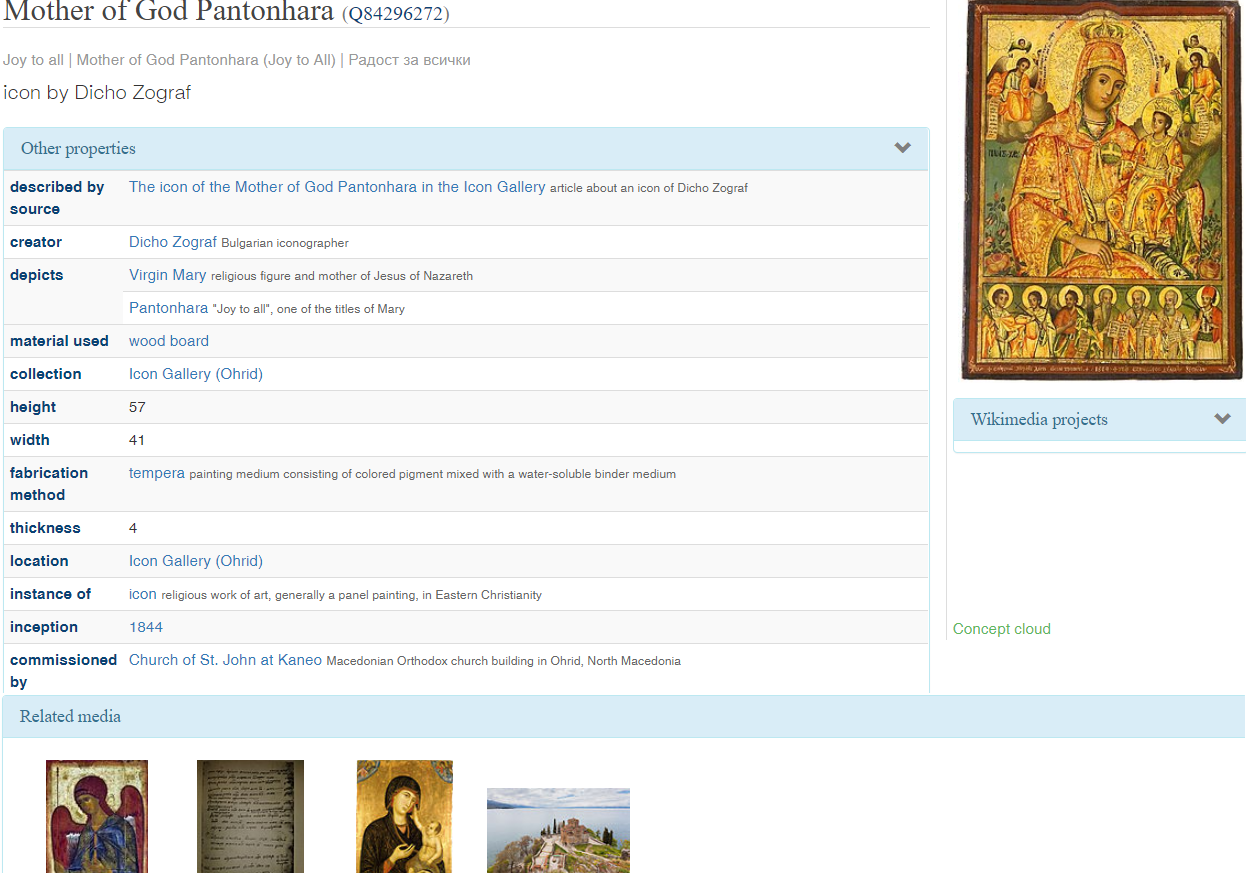 Mother of God Pantonhara (Q84296272)
Joy to all | Mother of God Pantonhara (Joy to All) | Радост за всички
icon by Dicho Zograf
Other properties
described by source The icon of the Mother of God Pantonhara in the Icon Gallery article about an icon of Dicho Zograf
creator Dicho Zograf Bulgarian iconographer
depicts Virgin Mary religious figure and mother of Jesus of Nazareth
Pantonhara "Joy to all", one of the titles of Mary
material used wood board
collection Icon Gallery (Ohrid)
height 57
width 41
fabrication method tempera painting medium consisting of colored pigment mixed with a water-soluble binder medium
thickness 4
location Icon Gallery (Ohrid)
instance of icon religious work of art, generally a panel painting, in Eastern Christianity
inception 1844
commissioned by Church of St. John at Kaneo Macedonian Orthodox church building in Ohrid, North Macedonia
Wikimedia projects
Concept cloud
Related media